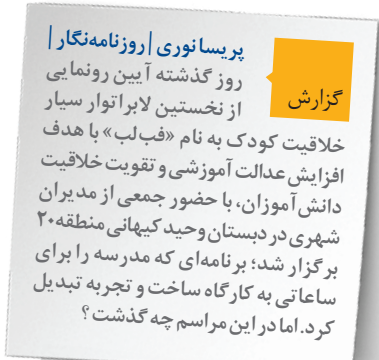 گزارش
پریسا نوری | روزنامه‌نگار |
روز گذشته آیین رونمایی
از نخستین لابراتوار سیار
خلاقیت کودک به نام «فب‌لب» با هدف
افزایش عدالت آموزشی و تقویت خلاقیت
دانش‌آموزان، با حضور جمعی از مدیران
شهری در دبستان وحید کیهانی منطقه ۲۰
برگزار شد؛ برنامه‌ای که مدرسه را برای
ساعاتی به کارگاه ساخت و تجربه تبدیل
کرد. اما در این مراسم چه گذشت؟